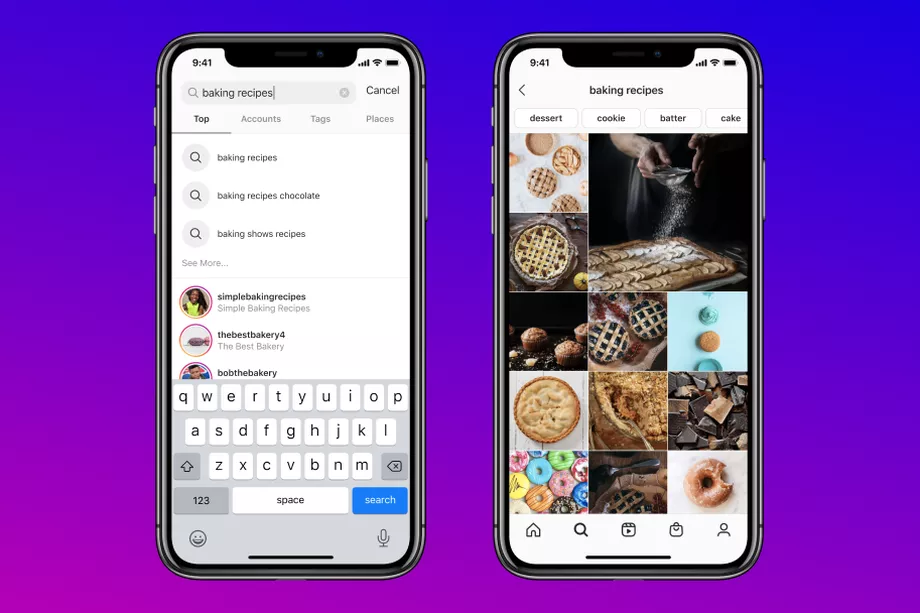 9:41
baking recipes
Cancel
Top Accounts Tags Places
baking recipes
baking recipes chocolate
baking shows recipes
See More...
simplebakingrecipes
Simple Baking Recipes
thebestbakery4
The Best Bakery
bobthebakery
q w e r t y u i o p
a s d f g h j k l
z x c v b n m
123 space search
9:41
baking recipes
dessert cookie batter cake